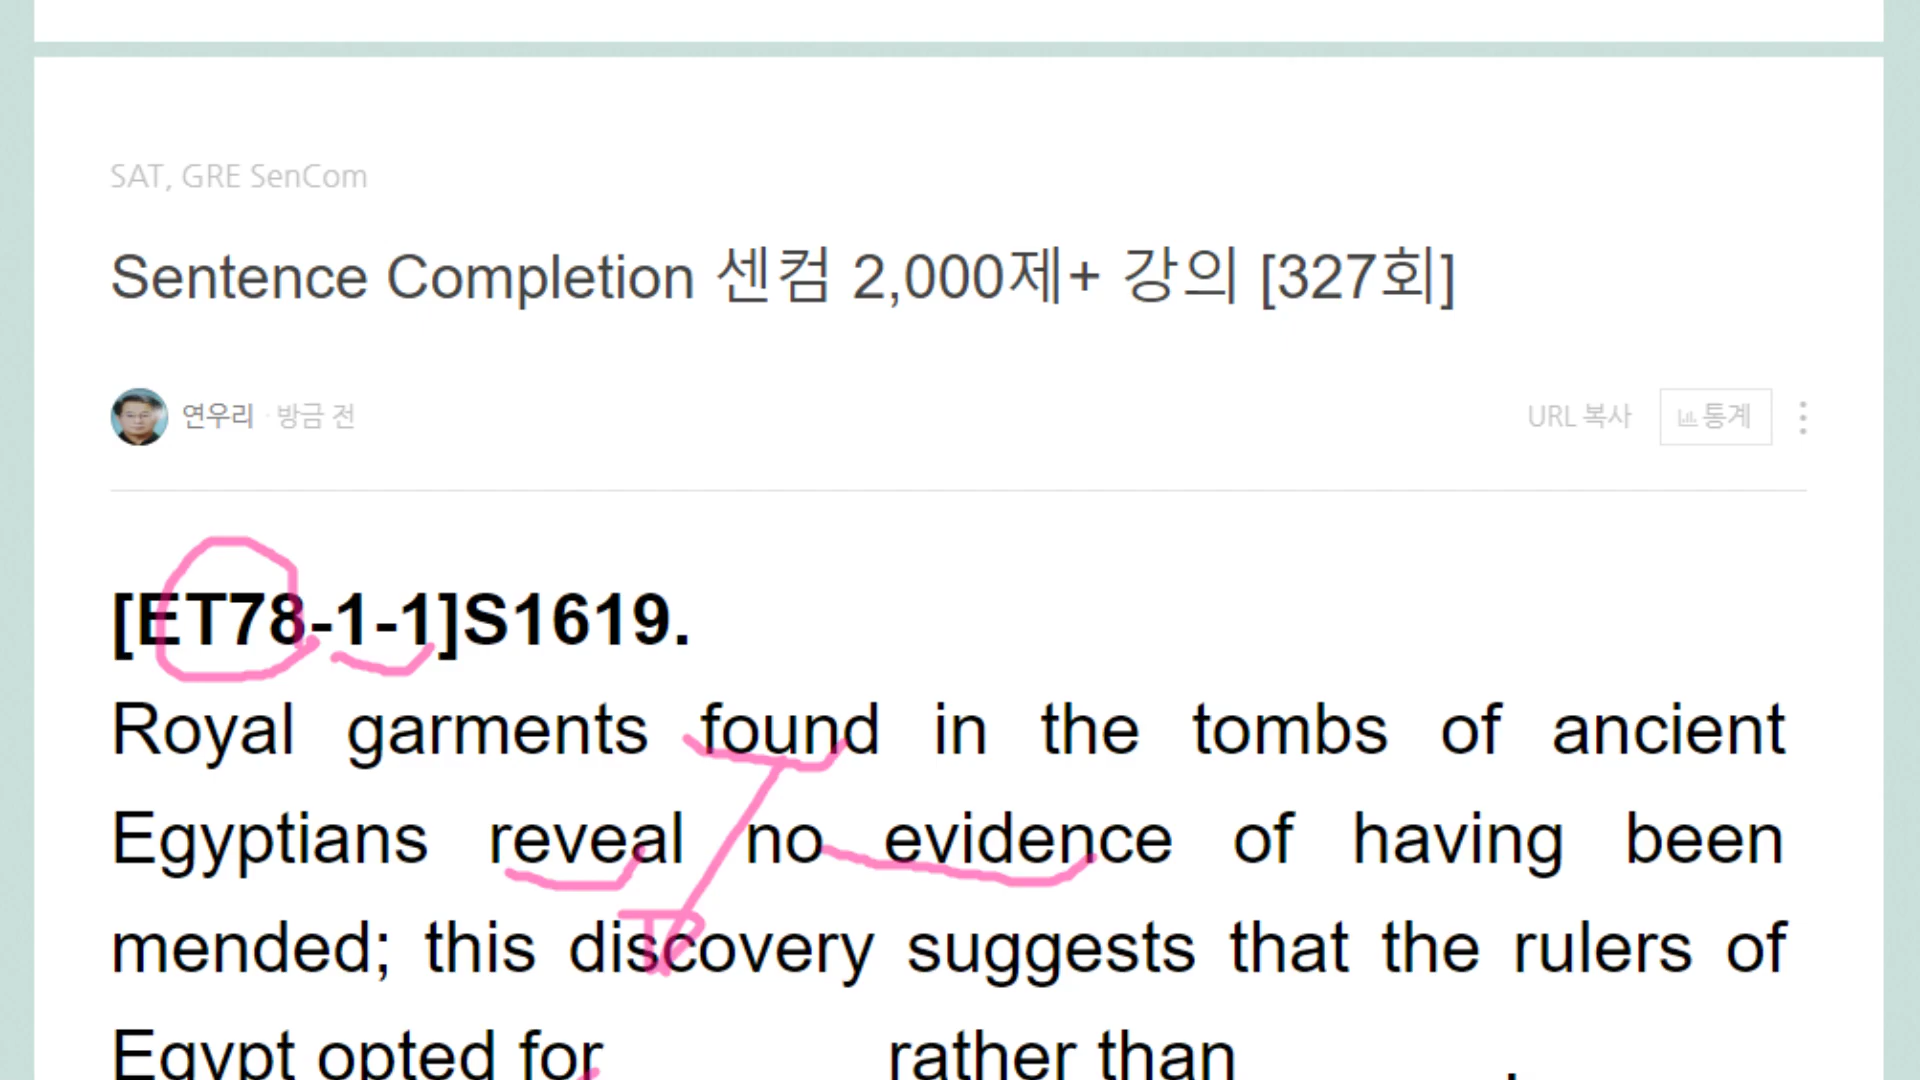 SAT, GRE SenCom
Sentence Completion 센컴 2,000제+ 강의 [327회]
연우리 · 방금 전
URL 복사 통계
[ET78-1-1]S1619.
Royal garments found in the tombs of ancient
Egyptians reveal no evidence of having been
mended; this discovery suggests that the rulers of
Egypt opted for rather than .